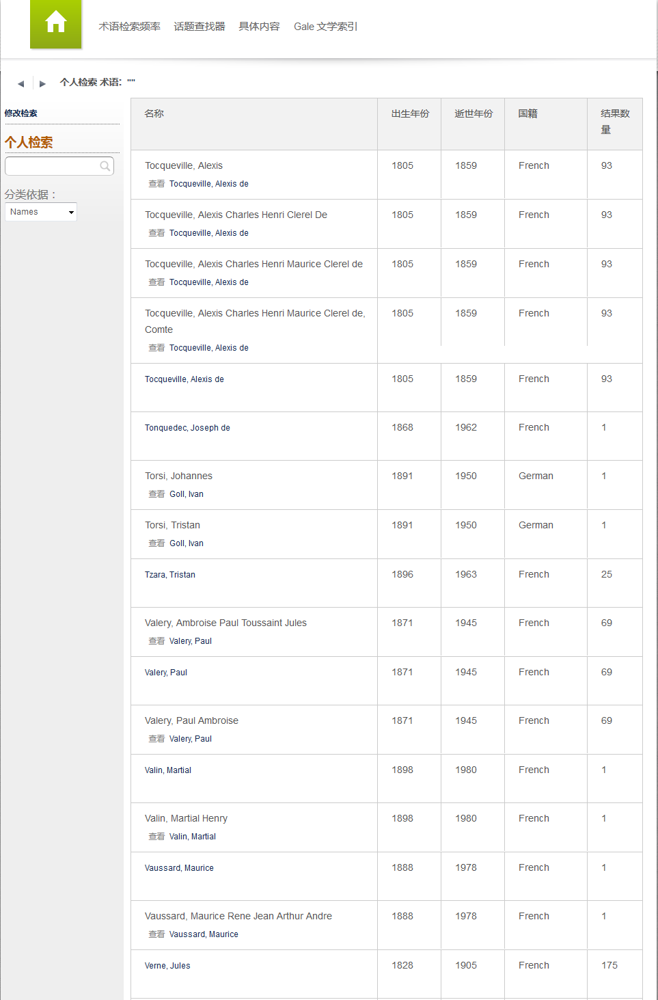 术语检索频率 话题查找器 具体内容 Gale 文学索引
个人检索 术语: ""
修改检索
个人检索
分类依据：
Names
名称 出生年份 逝世年份 国籍 结果数
量
Tocqueville, Alexis 1805 1859 French 93
查看 Tocqueville, Alexis de
Tocqueville, Alexis Charles Henri Clerel De 1805 1859 French 93
查看 Tocqueville, Alexis de
Tocqueville, Alexis Charles Henri Maurice Clerel de 1805 1859 French 93
查看 Tocqueville, Alexis de
Tocqueville, Alexis Charles Henri Maurice Clerel de, 1805 1859 French 93
Comte
查看 Tocqueville, Alexis de
Tocqueville, Alexis de 1805 1859 French 93
Tonquedec, Joseph de 1868 1962 French 1
Torsi, Johannes 1891 1950 German 1
查看 Goll, Ivan
Torsi, Tristan 1891 1950 German 1
查看 Goll, Ivan
Tzara, Tristan 1896 1963 French 25
Valery, Ambroise Paul Toussaint Jules 1871 1945 French 69
查看 Valery, Paul
Valery, Paul 1871 1945 French 69
Valery, Paul Ambroise 1871 1945 French 69
查看 Valery, Paul
Valin, Martial 1898 1980 French 1
Valin, Martial Henry 1898 1980 French 1
查看 Valin, Martial
Vaussard, Maurice 1888 1978 French 1
Vaussard, Maurice Rene Jean Arthur Andre 1888 1978 French 1
查看 Vaussard, Maurice
Verne, Jules 1828 1905 French 175